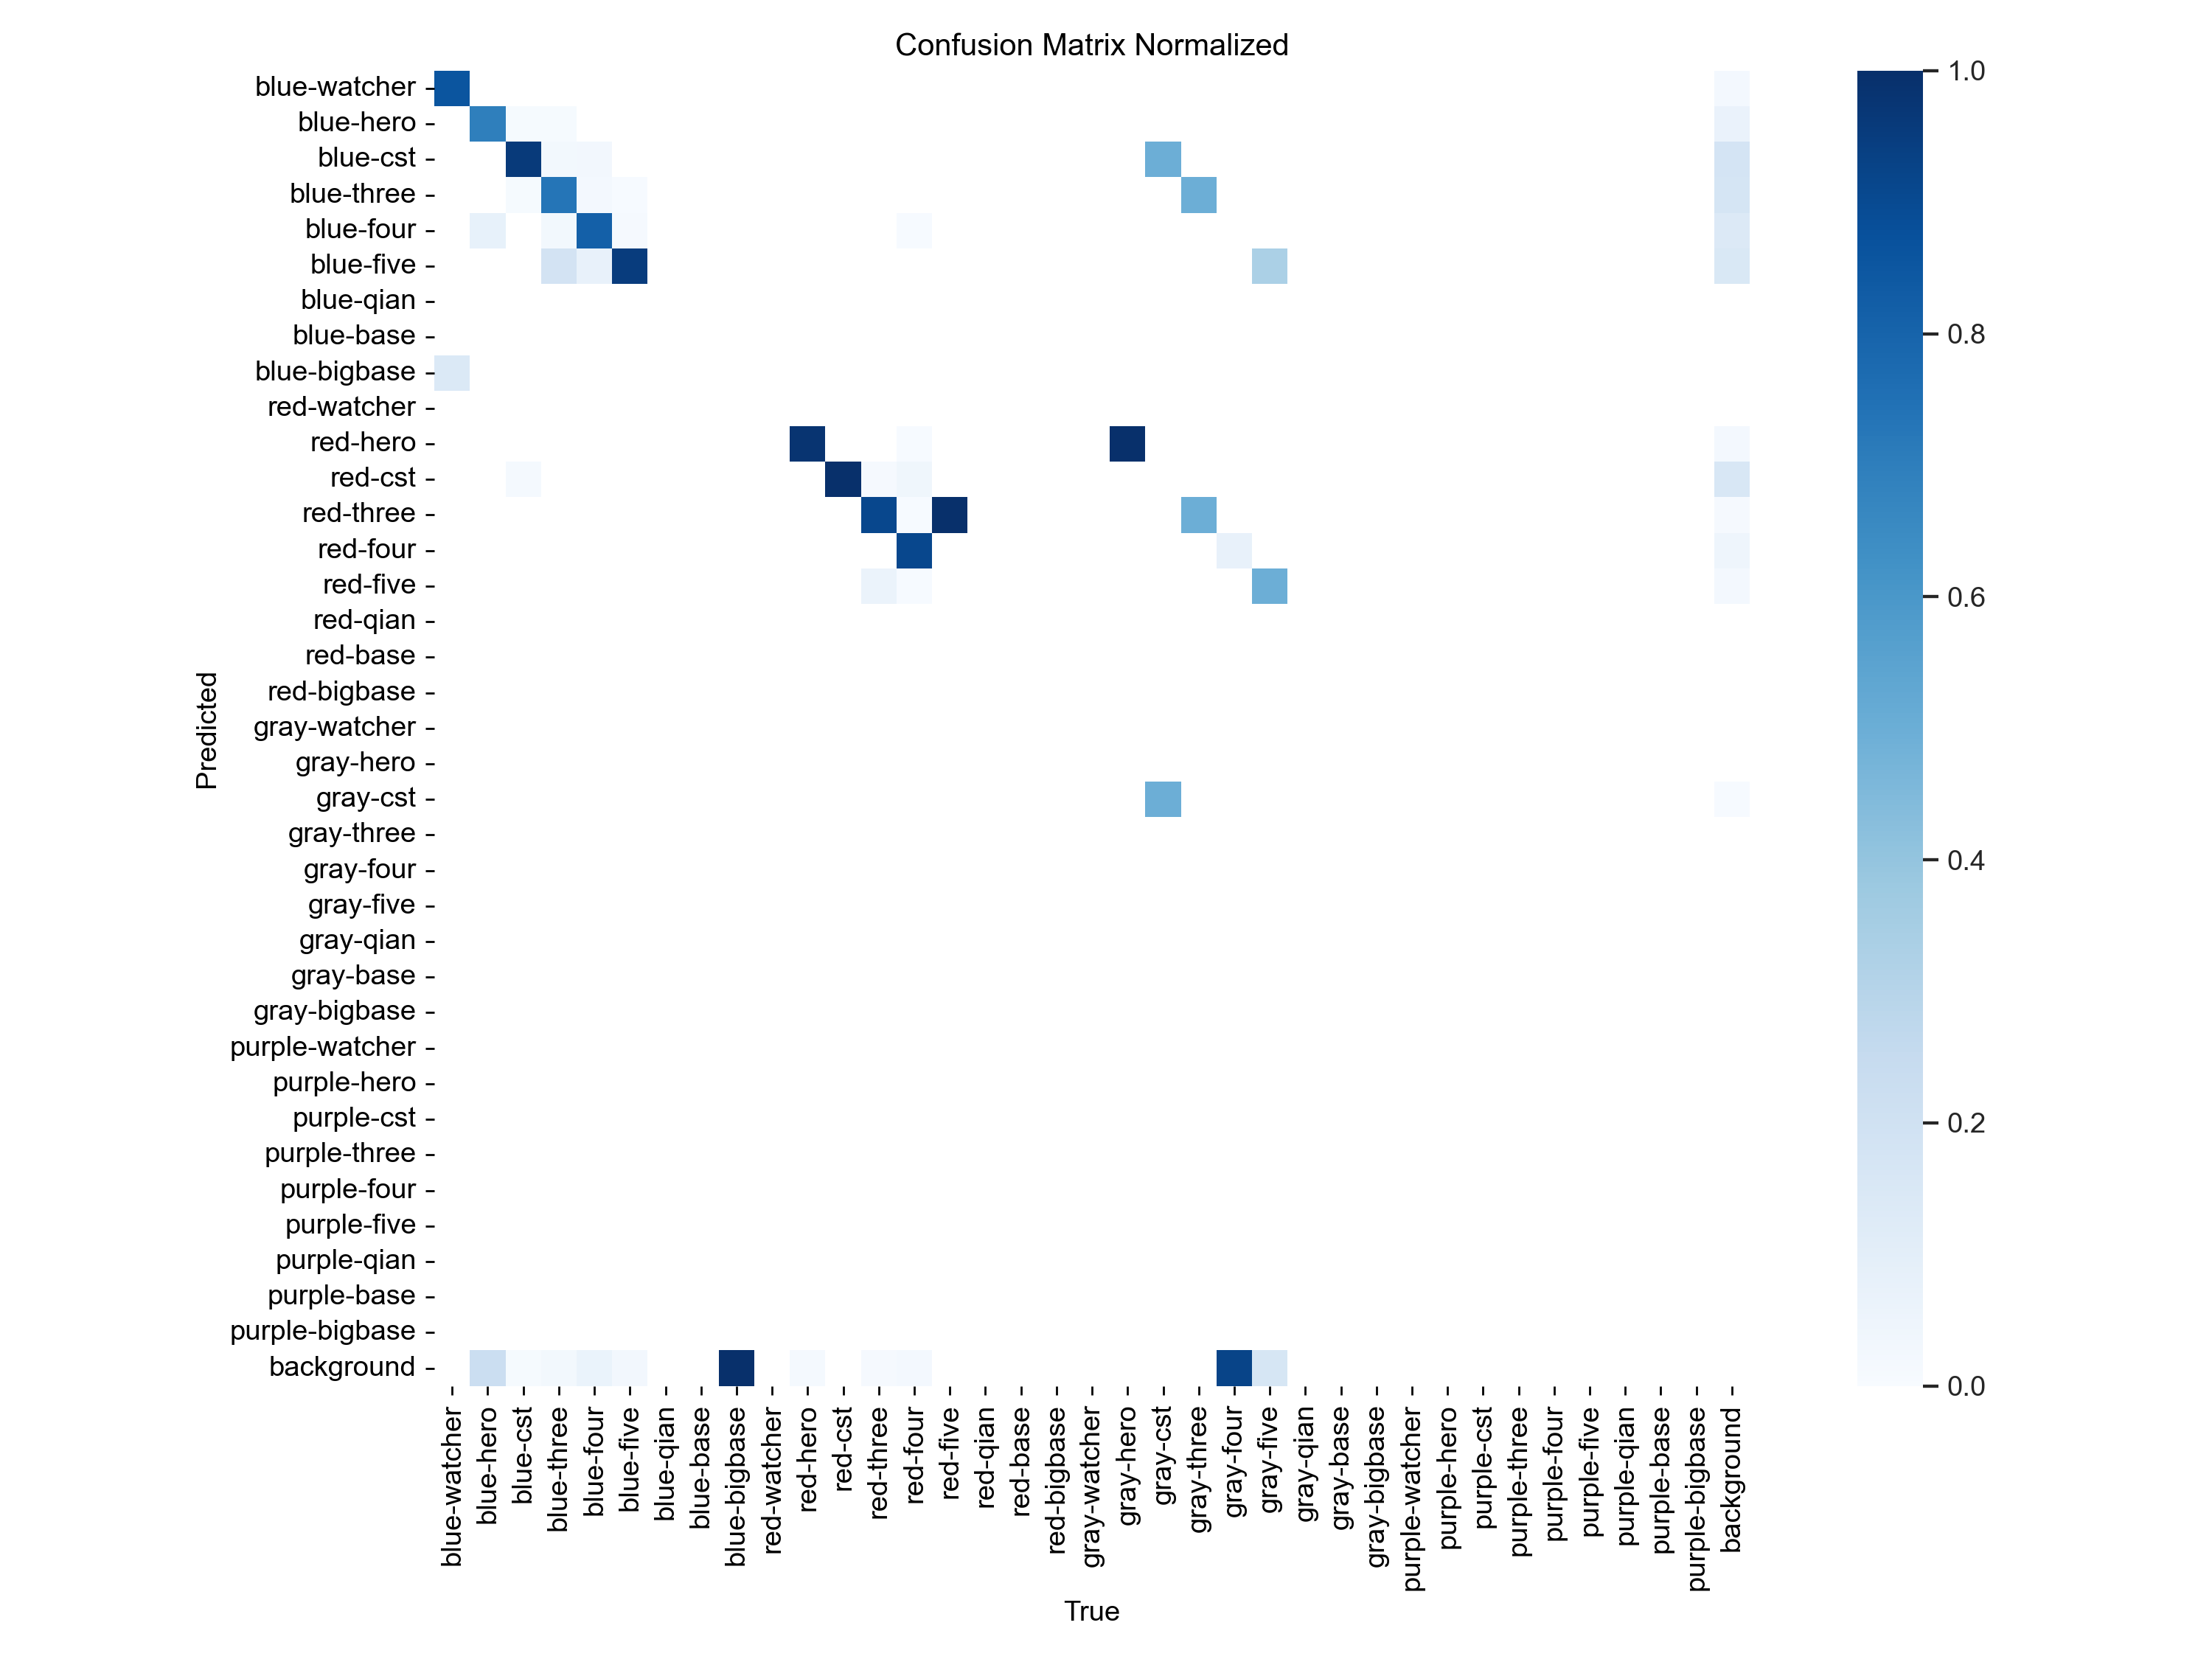 Confusion Matrix Normalized
blue-watcher
blue-hero
blue-cst
blue-three
blue-four
blue-five
blue-qian
blue-base
blue-bigbase
red-watcher
red-hero
red-cst
red-three
red-four
red-five
red-qian
red-base
red-bigbase
gray-watcher
gray-hero
gray-cst
gray-three
gray-four
gray-five
gray-qian
gray-base
gray-bigbase
purple-watcher
purple-hero
purple-cst
purple-three
purple-four
purple-five
purple-qian
purple-base
purple-bigbase
background
Predicted
blue-watcher
blue-hero
blue-cst
blue-three
blue-four
blue-five
blue-qian
blue-base
blue-bigbase
red-watcher
red-hero
red-cst
red-three
red-four
red-five
red-qian
red-base
red-bigbase
gray-watcher
gray-hero
gray-cst
gray-three
gray-four
gray-five
gray-qian
gray-base
gray-bigbase
purple-watcher
purple-hero
purple-cst
purple-three
purple-four
purple-five
purple-qian
purple-base
purple-bigbase
background
True
1.0
0.8
0.6
0.4
0.2
0.0